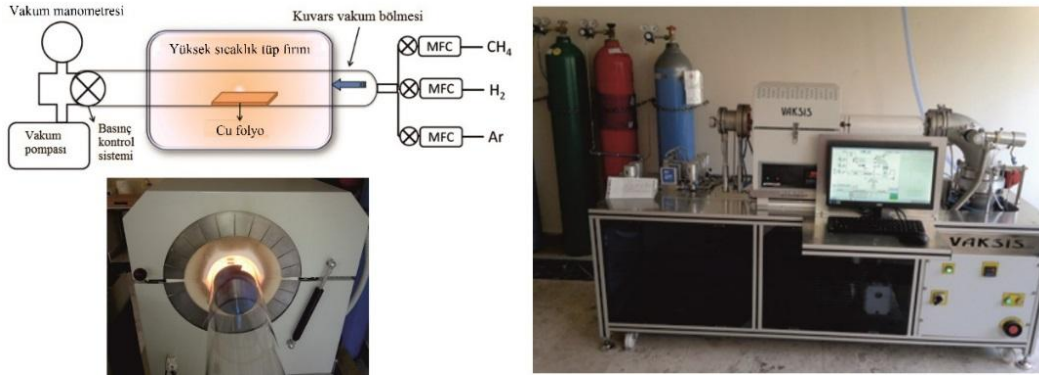 Vakum manometresi
Kuvars vakum bölmesi
Yüksek sıcaklık tüp fırını
MFC
CH4
MFC
H2
MFC
Ar
Cu folyo
Vakum
pompası
Basınç
kontrol
sistemi
VAKSIS
VAKSIS